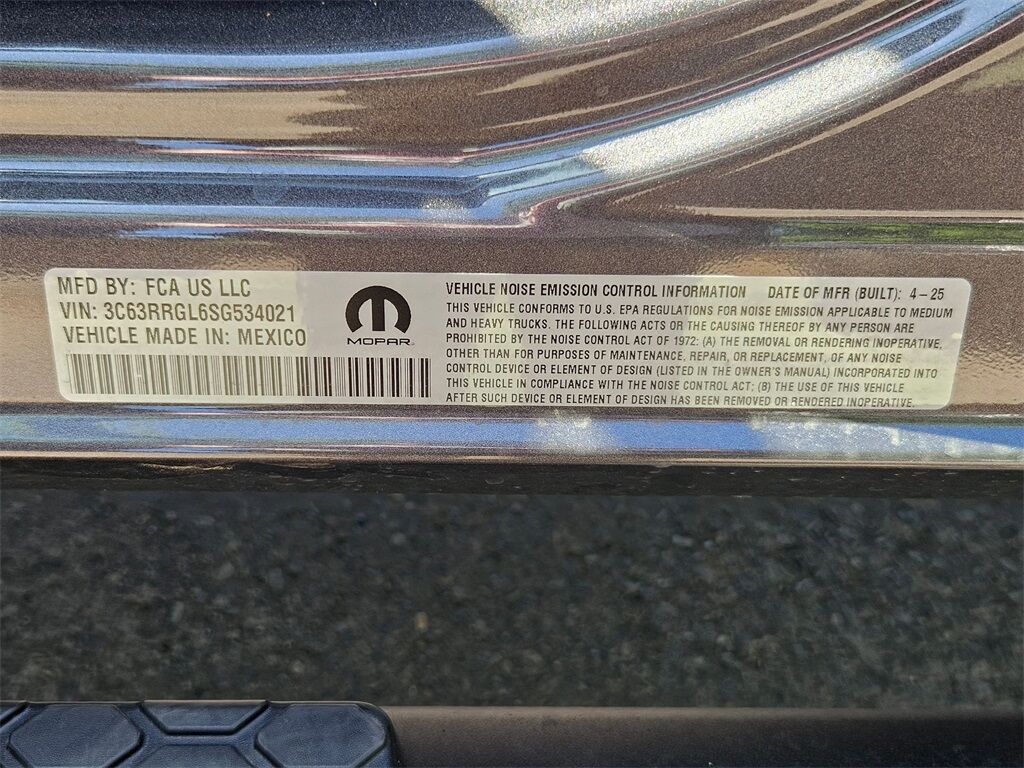 MFD BY: FCA US LLC
VIN: 3C63RRGL6SG534021
VEHICLE MADE IN: MEXICO
MOPAR
VEHICLE NOISE EMISSION CONTROL INFORMATION DATE OF MFR (BUILT): 4-25
THIS VEHICLE CONFORMS TO U.S. EPA REGULATIONS FOR NOISE EMISSION APPLICABLE TO MEDIUM
AND HEAVY TRUCKS. THE FOLLOWING ACTS OR THE CAUSING THEREOF BY ANY PERSON ARE
PROHIBITED BY THE NOISE CONTROL ACT OF 1972: (A) THE REMOVAL OR RENDERING INOPERATIVE,
OTHER THAN FOR PURPOSES OF MAINTENANCE, REPAIR, OR REPLACEMENT, OF ANY NOISE
CONTROL DEVICE OR ELEMENT OF DESIGN (LISTED IN THE OWNER'S MANUAL) INCORPORATED INTO
THIS VEHICLE IN COMPLIANCE WITH THE NOISE CONTROL ACT; (B) THE USE OF THIS VEHICLE
AFTER SUCH DEVICE OR ELEMENT OF DESIGN HAS BEEN REMOVED OR RENDERED INOPERATIVE.